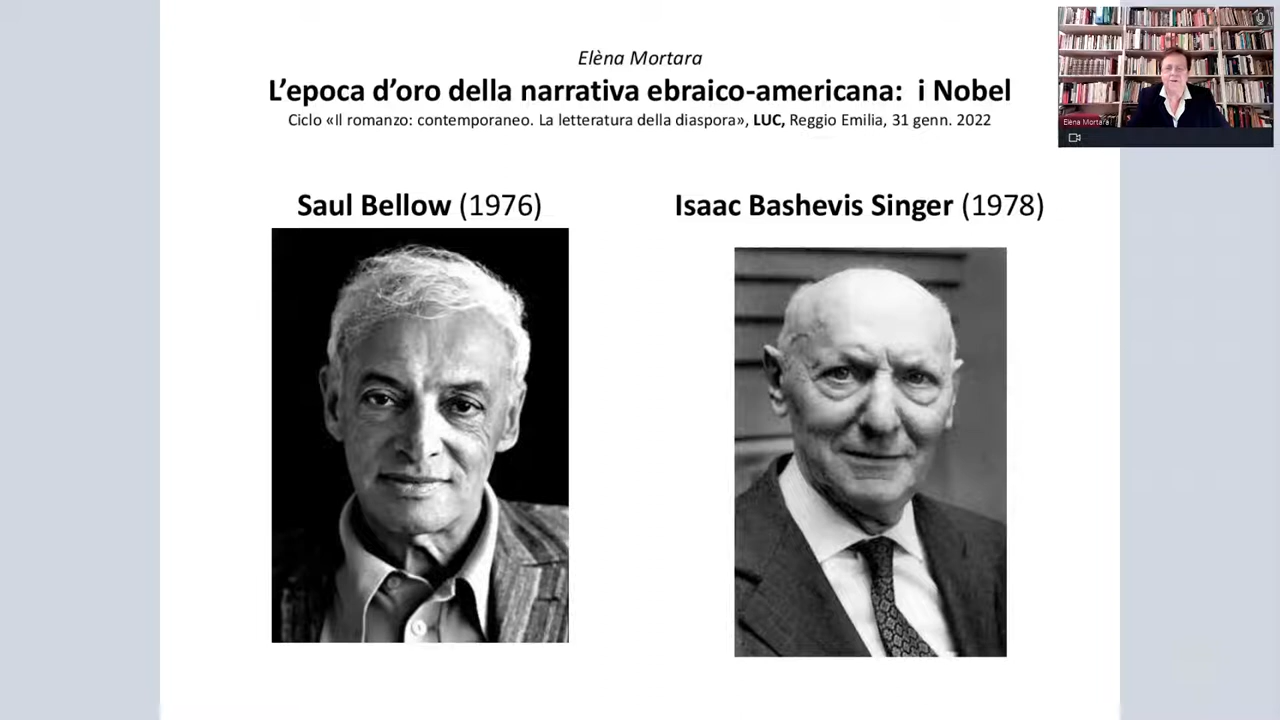 Elèna Mortara
L'epoca d'oro della narrativa ebraico-americana: i Nobel
Ciclo «Il romanzo: contemporaneo. La letteratura della diaspora», LUC, Reggio Emilia, 31 genn. 2022
Saul Bellow (1976)
Isaac Bashevis Singer (1978)
Elèna Mortara